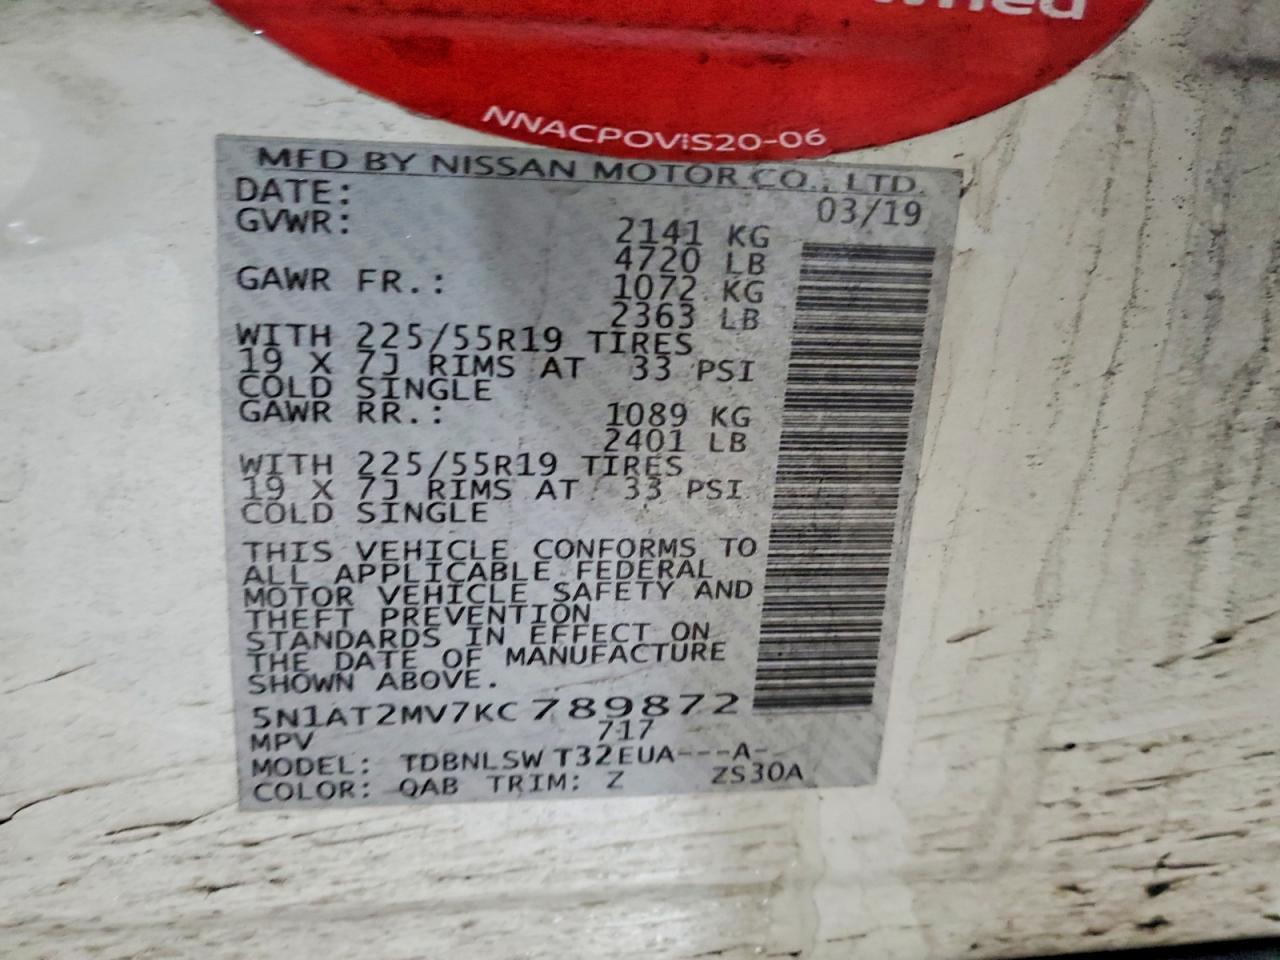 NNACPOViS20-06
MFD BY NISSAN MOTOR CO., LTD.
DATE: 03/19
GVWR: 2141 KG
4720 LB
GAWR FR.: 1072 KG
2363 LB
WITH 225/55R19 TIRES
19 X 7J RIMS AT 33 PSI
COLD SINGLE
GAWR RR.: 1089 KG
2401 LB
WITH 225/55R19 TIRES
19 X 7J RIMS AT 33 PSI
COLD SINGLE
THIS VEHICLE CONFORMS TO
ALL APPLICABLE FEDERAL
MOTOR VEHICLE SAFETY AND
THEFT PREVENTION
STANDARDS IN EFFECT ON
THE DATE OF MANUFACTURE
SHOWN ABOVE.
5N1AT2MV7KC789872
MPV 717
MODEL: TDBNLSW T32EUA---A-
COLOR: QAB TRIM: Z ZS30A